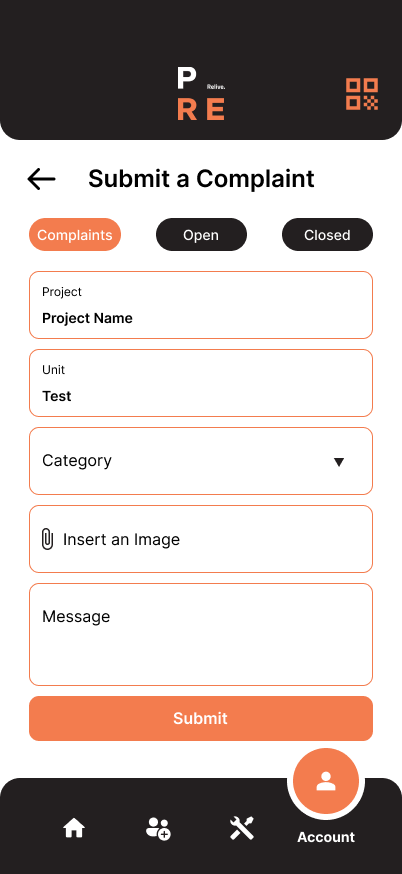 P Relive.
RE
Submit a Complaint
Complaints Open Closed
Project
Project Name
Unit
Test
Category
Insert an Image
Message
Submit
Account